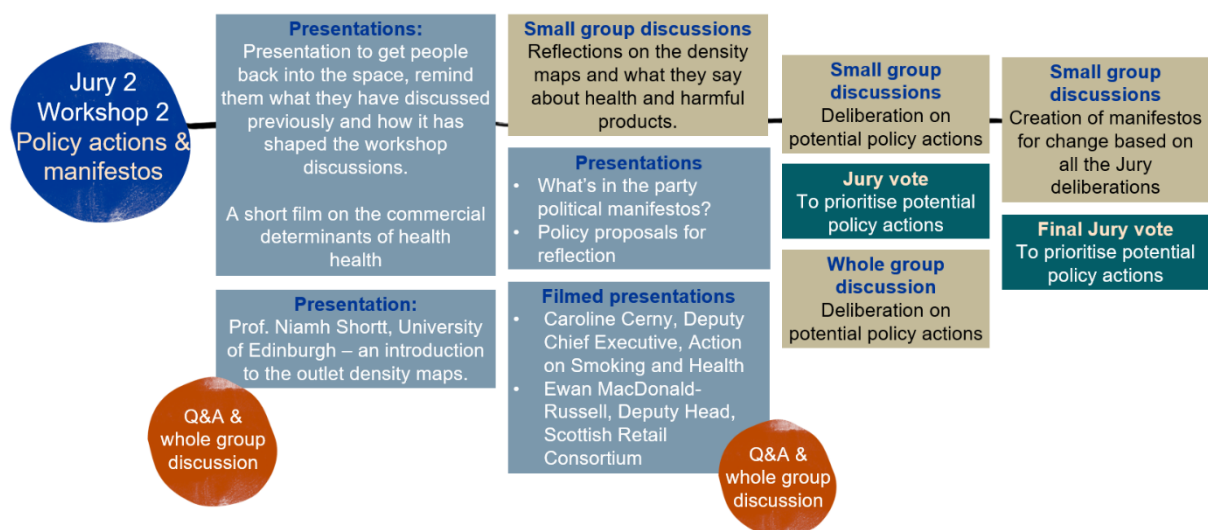 Jury 2
Workshop 2
Policy actions &
manifestos
Presentations:
Presentation to get people
back into the space, remind
them what they have discussed
previously and how it has
shaped the workshop
discussions.
A short film on the commercial
determinants of health
health
Presentation:
Prof. Niamh Shortt, University
of Edinburgh – an introduction
to the outlet density maps.
Q&A &
whole group
discussion
Small group discussions
Reflections on the density
maps and what they say
about health and harmful
products.
Presentations
• What's in the party
political manifestos?
• Policy proposals for
reflection
Filmed presentations
• Caroline Cerny, Deputy
Chief Executive, Action
on Smoking and Health
• Ewan MacDonald-
Russell, Deputy Head,
Scottish Retail
Consortium
Q&A &
whole group
discussion
Small group
discussions
Deliberation on
potential policy actions
Jury vote
To prioritise potential
policy actions
Whole group
discussion
Deliberation on
potential policy actions
Small group
discussions
Creation of manifestos
for change based on
all the Jury
deliberations
Final Jury vote
To prioritise potential
policy actions